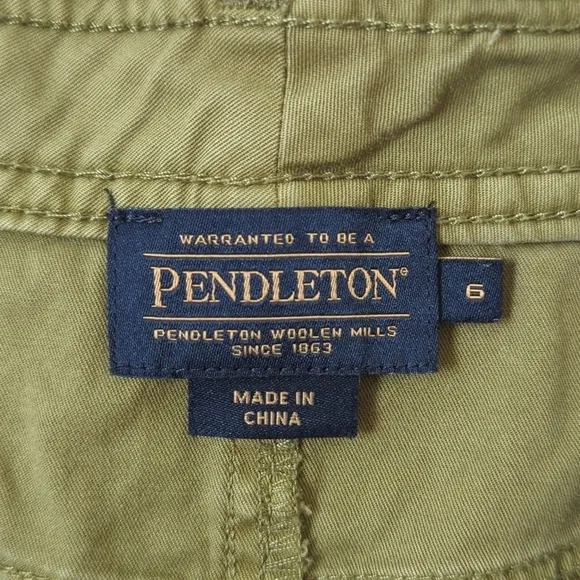 WARRANTED TO BE A
PENDLETON®
6
PENDLETON WOOLEN MILLS
SINCE 1863
MADE IN
CHINA